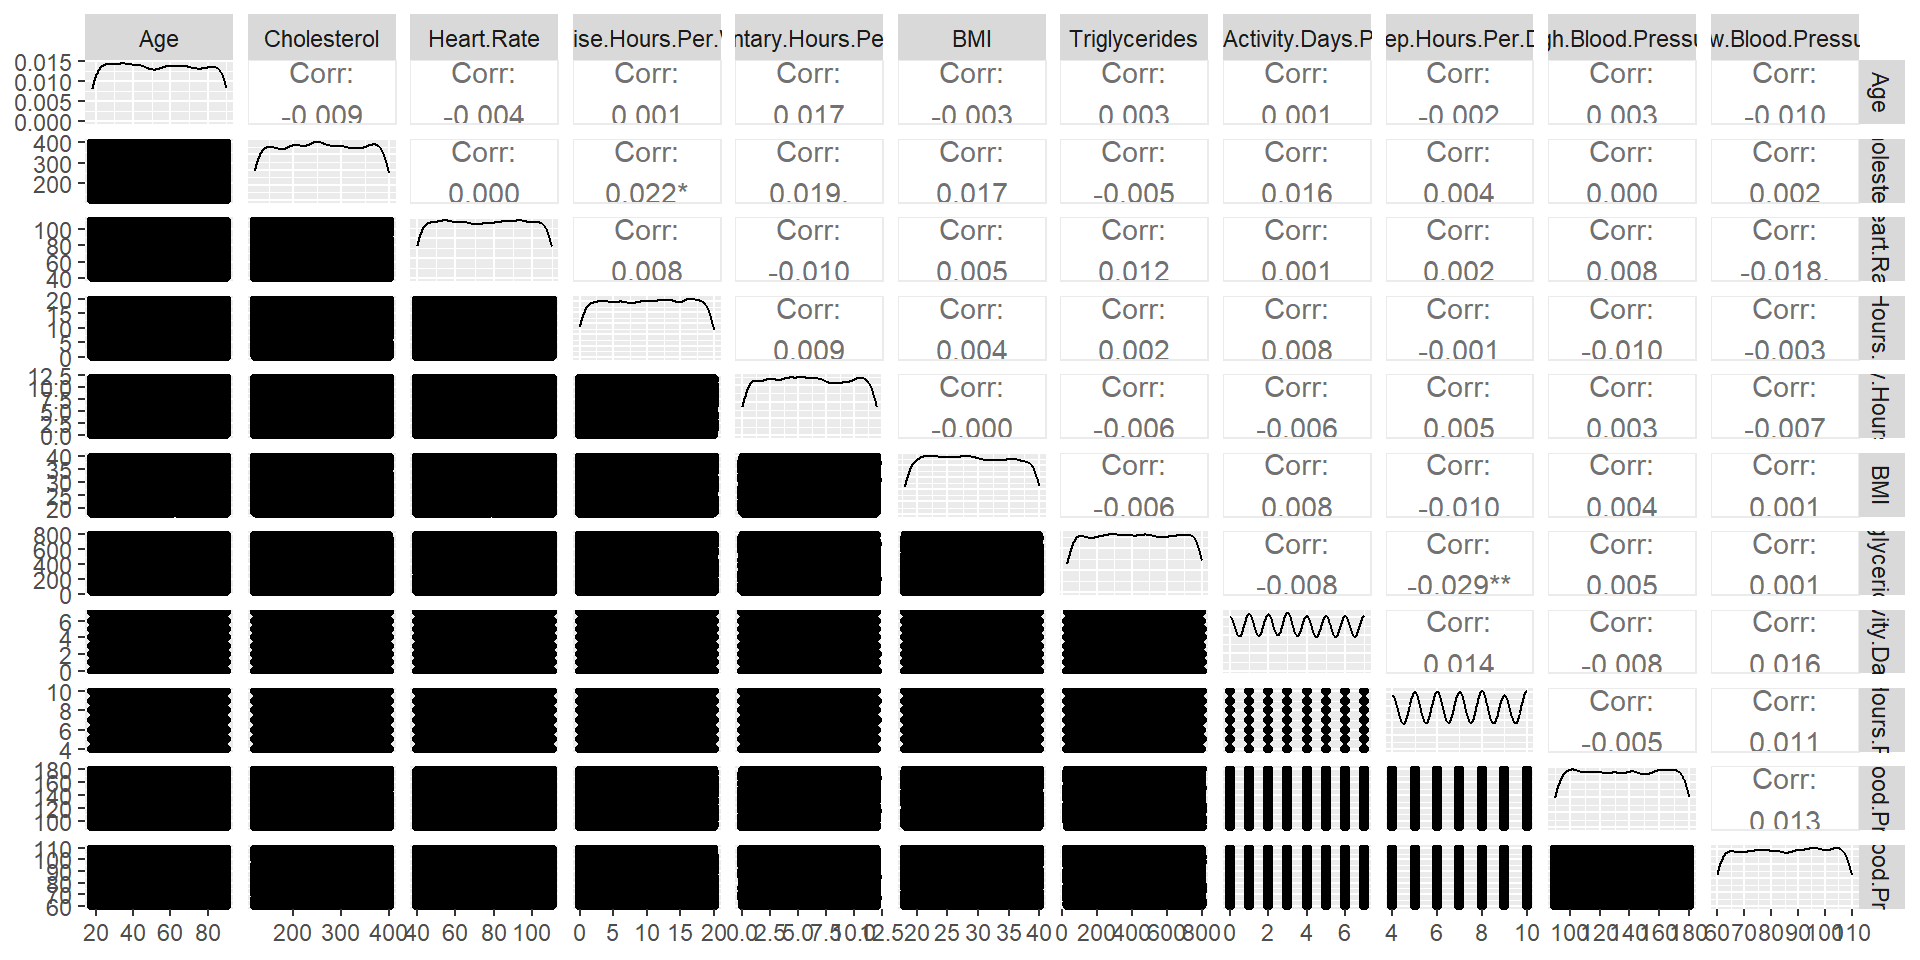 Age Cholesterol Heart.Rate ise.Hours.Per. ntary.Hours.Pe BMI Triglycerides Activity.Days.P ep.Hours.Per.D gh.Blood.Pressu w.Blood.Pressu
0.015
0.010
0.005
0.000
Corr: Corr: Corr: Corr: Corr: Corr: Corr: Corr: Corr: Corr:
-0.009 -0.004 0.001 0.017 -0.003 0.003 0.001 -0.002 0.003 -0.010
Age
400
300
200
Corr: Corr: Corr: Corr: Corr: Corr: Corr: Corr: Corr:
0.000 0.022* 0.019. 0.017 -0.005 0.016 0.004 0.000 0.002
oleste
100
80
60
40
Corr: Corr: Corr: Corr: Corr: Corr: Corr: Corr:
0.008 -0.010 0.005 0.012 0.001 0.002 0.008 -0.018.
eart.Ra
20
15
10
5
0
Corr: Corr: Corr: Corr: Corr: Corr: Corr:
0.009 0.004 0.002 0.008 -0.001 -0.010 -0.003
Hours.
12.5
10.0
7.5
5.0
2.5
0.0
Corr: Corr: Corr: Corr: Corr: Corr:
-0.000 -0.006 -0.006 0.005 0.003 -0.007
.Hour
40
35
30
25
20
Corr: Corr: Corr: Corr: Corr:
-0.006 0.008 -0.010 0.004 0.001
BMI
800
600
400
200
0
Corr: Corr: Corr: Corr:
-0.008 -0.029** 0.005 0.001
glyceric
6
4
2
0
Corr: Corr: Corr:
0.014 -0.008 0.016
vity.Da
10
8
6
4
Corr: Corr:
-0.005 0.011
Hours.P
180
160
140
120
100
Corr:
0.013
ood.Pr
110
100
90
80
70
60
ood.Pr
20 40 60 80 200 300 400 40 60 80 100 0 5 10 15 20 0.0 2.5 5.0 7.5 10.0 12.5 20 25 30 35 40 0 200 400 600 800 0 2 4 6 4 6 8 10 100 120 140 160 180 60 70 80 90 100 110